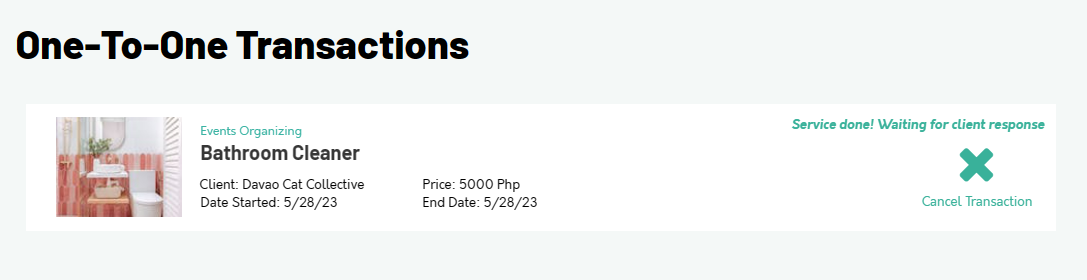 One-To-One Transactions
Service done! Waiting for client response
Events Organizing
Bathroom Cleaner
Client: Davao Cat Collective
Price: 5000 Php
Date Started: 5/28/23
End Date: 5/28/23
Cancel Transaction